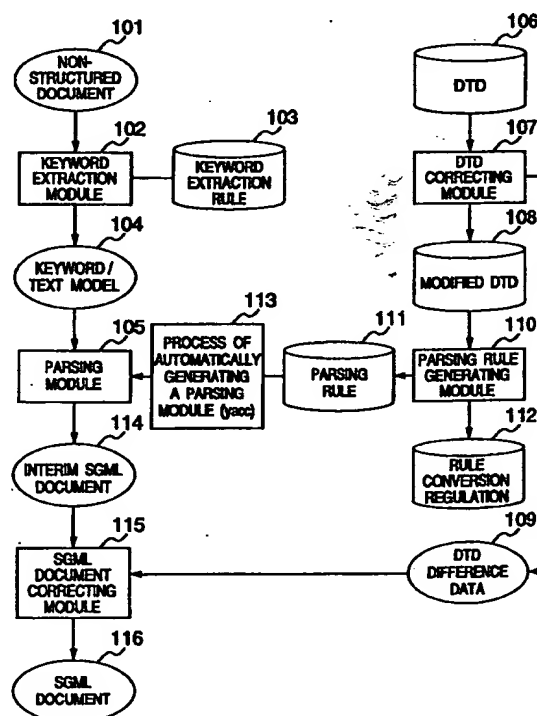 101
NON-
STRUCTURED
DOCUMENT
102
KEYWORD
EXTRACTION
MODULE
103
KEYWORD
EXTRACTION
RULE
104
KEYWORD /
TEXT MODEL
105
PARSING
MODULE
113
PROCESS OF
AUTOMATICALLY
GENERATING
A PARSING
MODULE (yacc)
111
PARSING
RULE
114
INTERIM SGML
DOCUMENT
115
SGML
DOCUMENT
CORRECTING
MODULE
116
SGML
DOCUMENT
106
DTD
107
DTD
CORRECTING
MODULE
108
MODIFIED DTD
110
PARSING RULE
GENERATING
MODULE
112
RULE
CONVERSION
REGULATION
109
DTD
DIFFERENCE
DATA